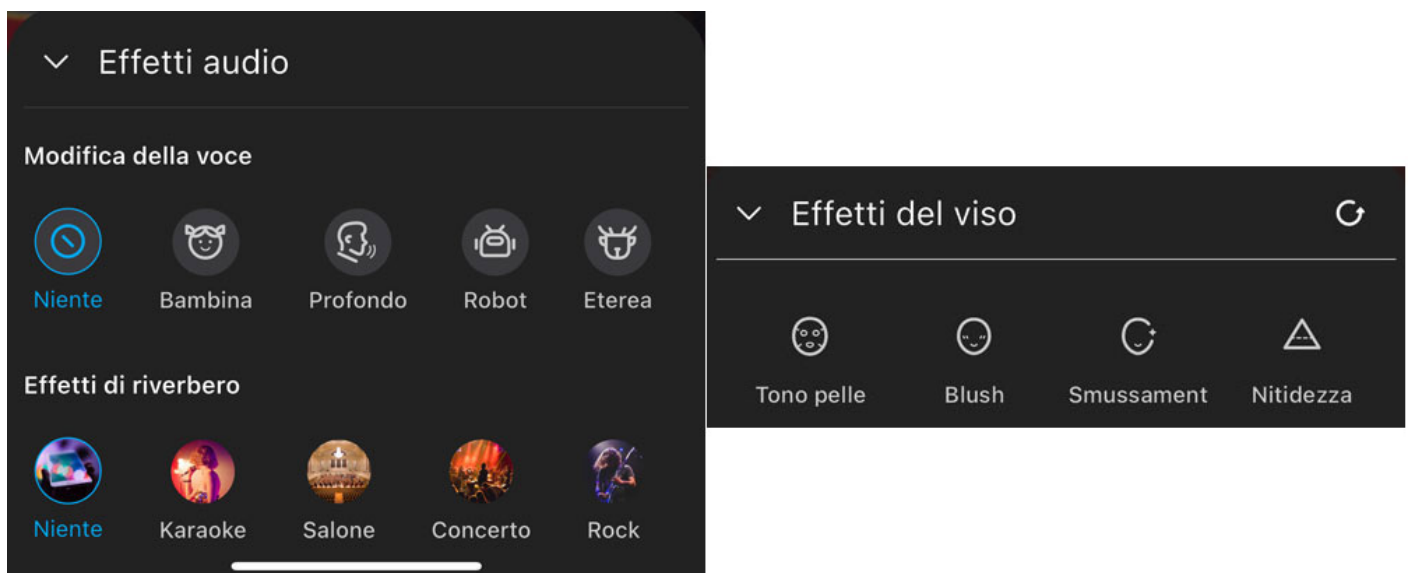 Effetti audio
Modifica della voce
Niente Bambina Profondo Robot Eterea
Effetti di riverbero
Niente Karaoke Salone Concerto Rock
Effetti del viso
Tono pelle Blush Smussament Nitidezza